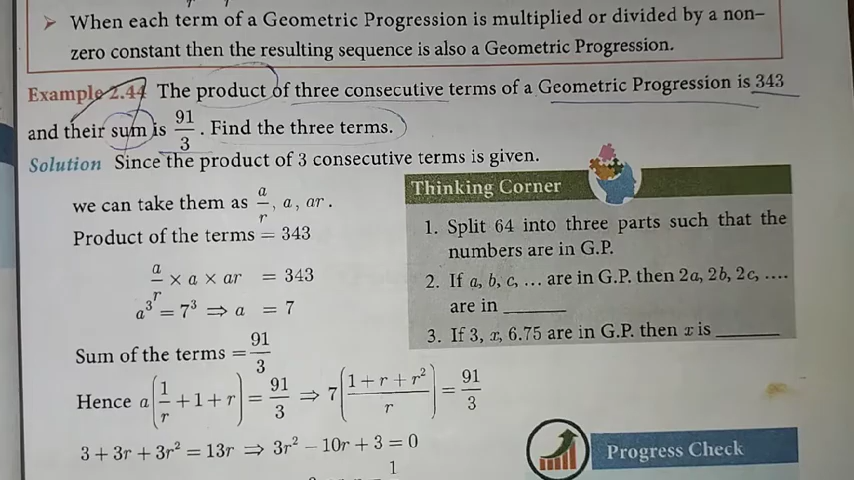 ➤ When each term of a Geometric Progression is multiplied or divided by a non–
zero constant then the resulting sequence is also a Geometric Progression.
Example 2.44 The product of three consecutive terms of a Geometric Progression is 343
and their sum is 91/3 . Find the three terms.
Solution Since the product of 3 consecutive terms is given.
we can take them as a/r , a, ar .
Product of the terms = 343
a/r × a × ar = 343
a³ = 7³ ⇒ a = 7
Sum of the terms = 91/3
Hence a(1/r + 1 + r) = 91/3 ⇒ 7((1 + r + r²)/r) = 91/3
3 + 3r + 3r² = 13r ⇒ 3r² − 10r + 3 = 0
1
Thinking Corner
1. Split 64 into three parts such that the
numbers are in G.P.
2. If a, b, c, … are in G.P. then 2a, 2b, 2c, ….
are in ______
3. If 3, x, 6.75 are in G.P. then x is ______
Progress Check